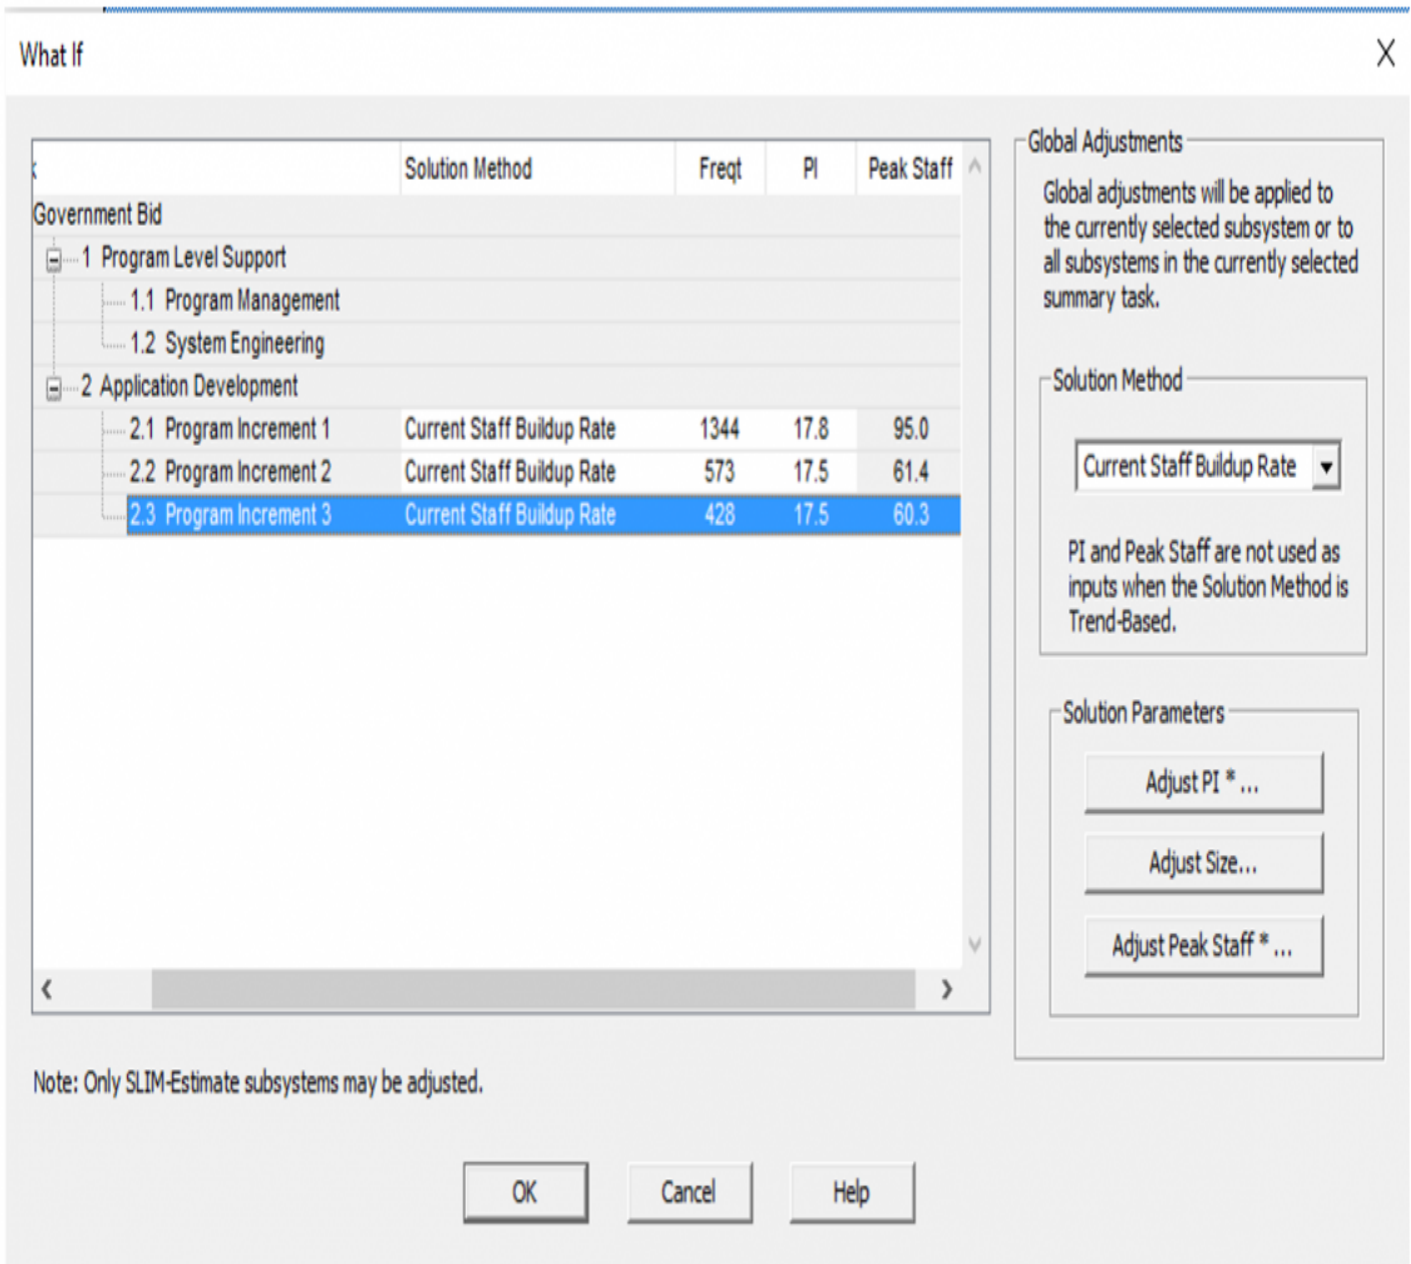 What If
X
Solution Method Freqt PI Peak Staff
Government Bid
1 Program Level Support
1.1 Program Management
1.2 System Engineering
2 Application Development
2.1 Program Increment 1 Current Staff Buildup Rate 1344 17.8 95.0
2.2 Program Increment 2 Current Staff Buildup Rate 573 17.5 61.4
2.3 Program Increment 3 Current Staff Buildup Rate 428 17.5 60.3
Note: Only SLIM-Estimate subsystems may be adjusted.
Global Adjustments
Global adjustments will be applied to
the currently selected subsystem or to
all subsystems in the currently selected
summary task.
Solution Method
Current Staff Buildup Rate
PI and Peak Staff are not used as
inputs when the Solution Method is
Trend-Based.
Solution Parameters
Adjust PI * ...
Adjust Size...
Adjust Peak Staff * ...
OK Cancel Help